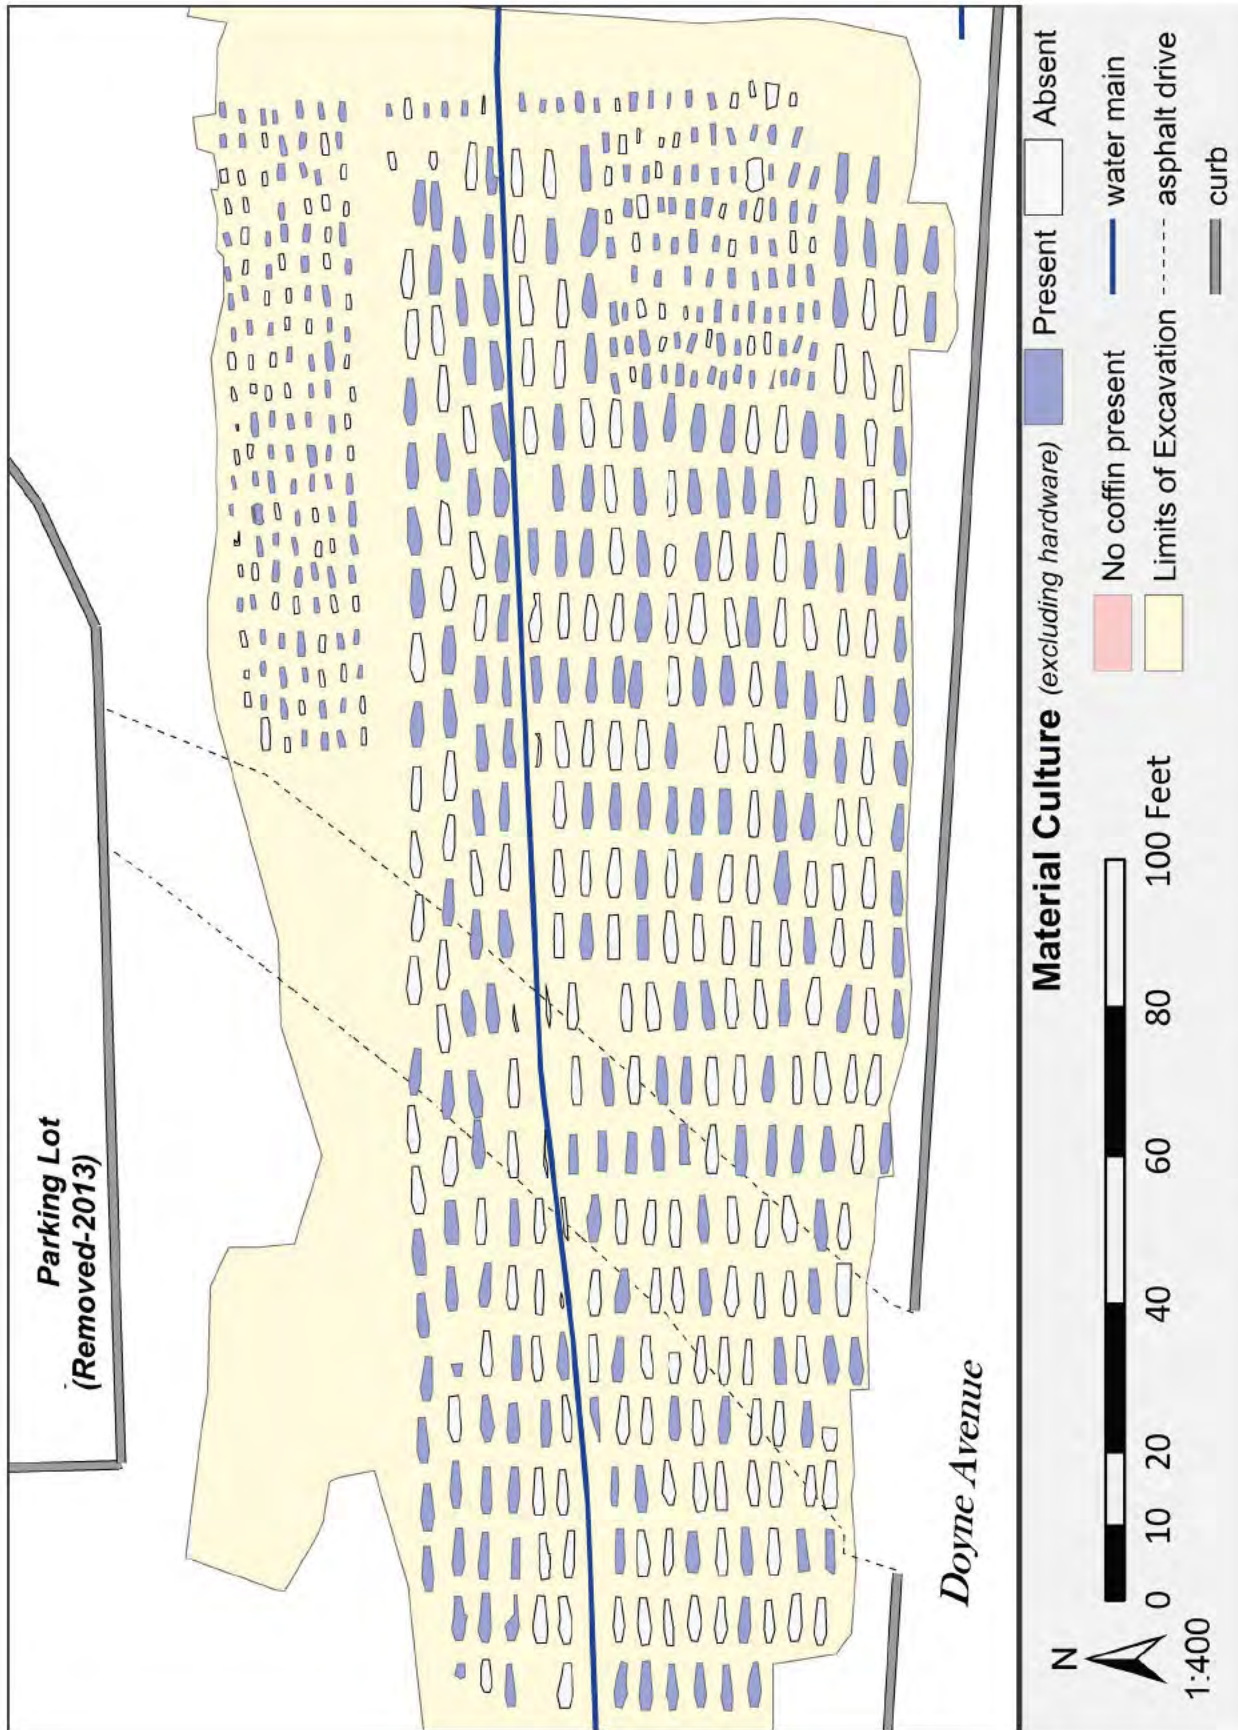 Parking Lot
(Removed-2013)
Doyne Avenue
Material Culture (excluding hardware)
Present
Absent
N
1:400
0 10 20 40 60 80 100 Feet
No coffin present
Limits of Excavation
water main
asphalt drive
curb